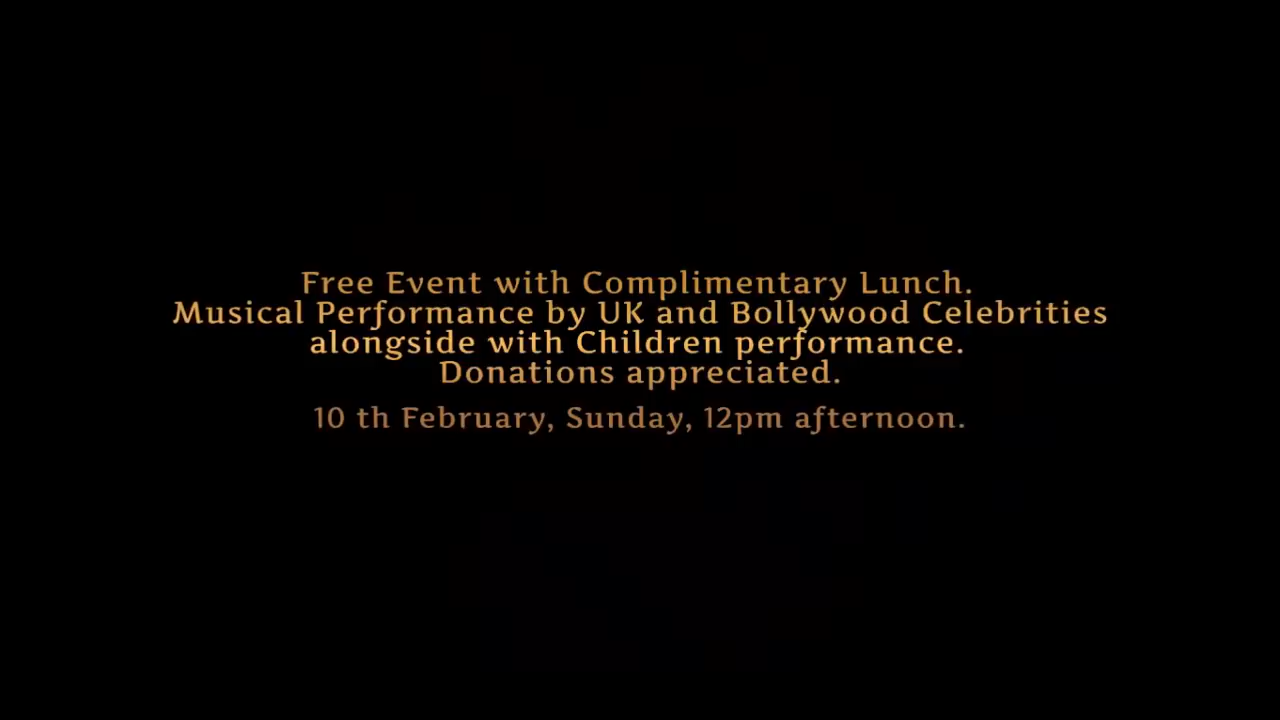 Free Event with Complimentary Lunch.
Musical Performance by UK and Bollywood Celebrities
alongside with Children performance.
Donations appreciated.
10 th February, Sunday, 12pm afternoon.